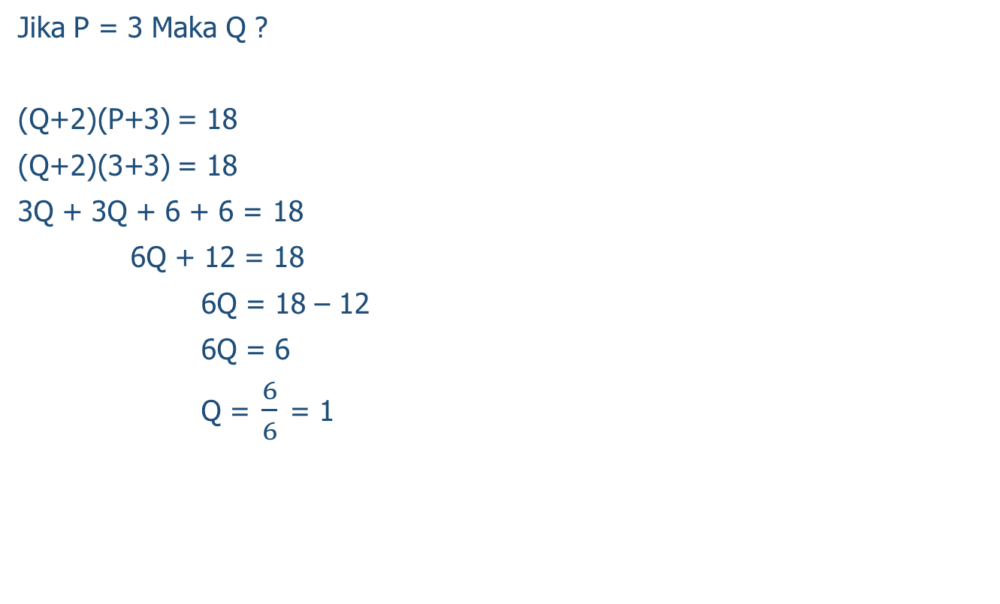 Jika P = 3 Maka Q ?
(Q+2)(P+3) = 18
(Q+2)(3+3) = 18
3Q + 3Q + 6 + 6 = 18
6Q + 12 = 18
6Q = 18 – 12
6Q = 6
Q = 6/6 = 1